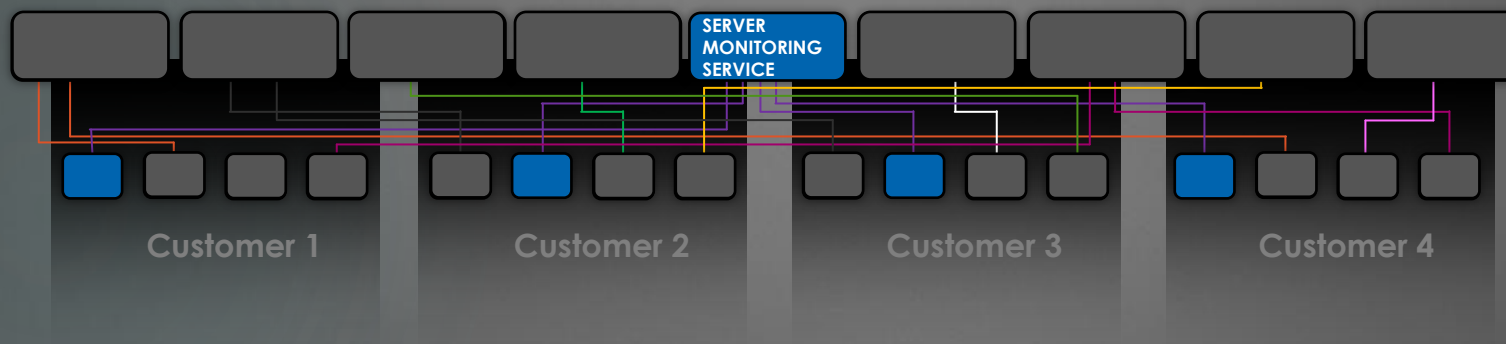 SERVER
MONITORING
SERVICE
Customer 1
Customer 2
Customer 3
Customer 4